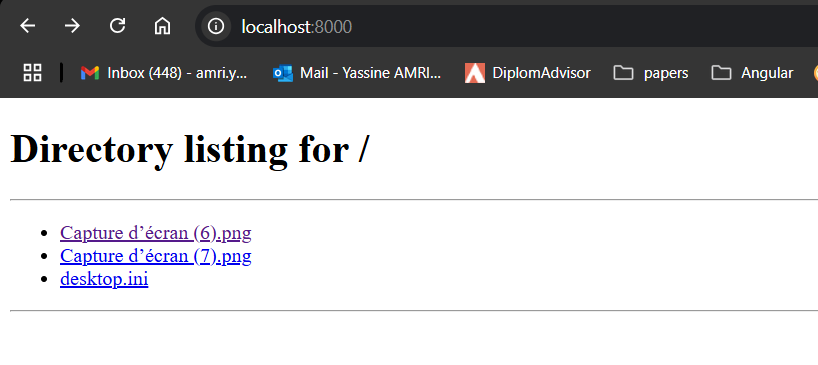 localhost:8000
Inbox (448) - amri.y... Mail - Yassine AMRI... DiplomAdvisor papers Angular
Directory listing for /
Capture d’écran (6).png
Capture d’écran (7).png
desktop.ini